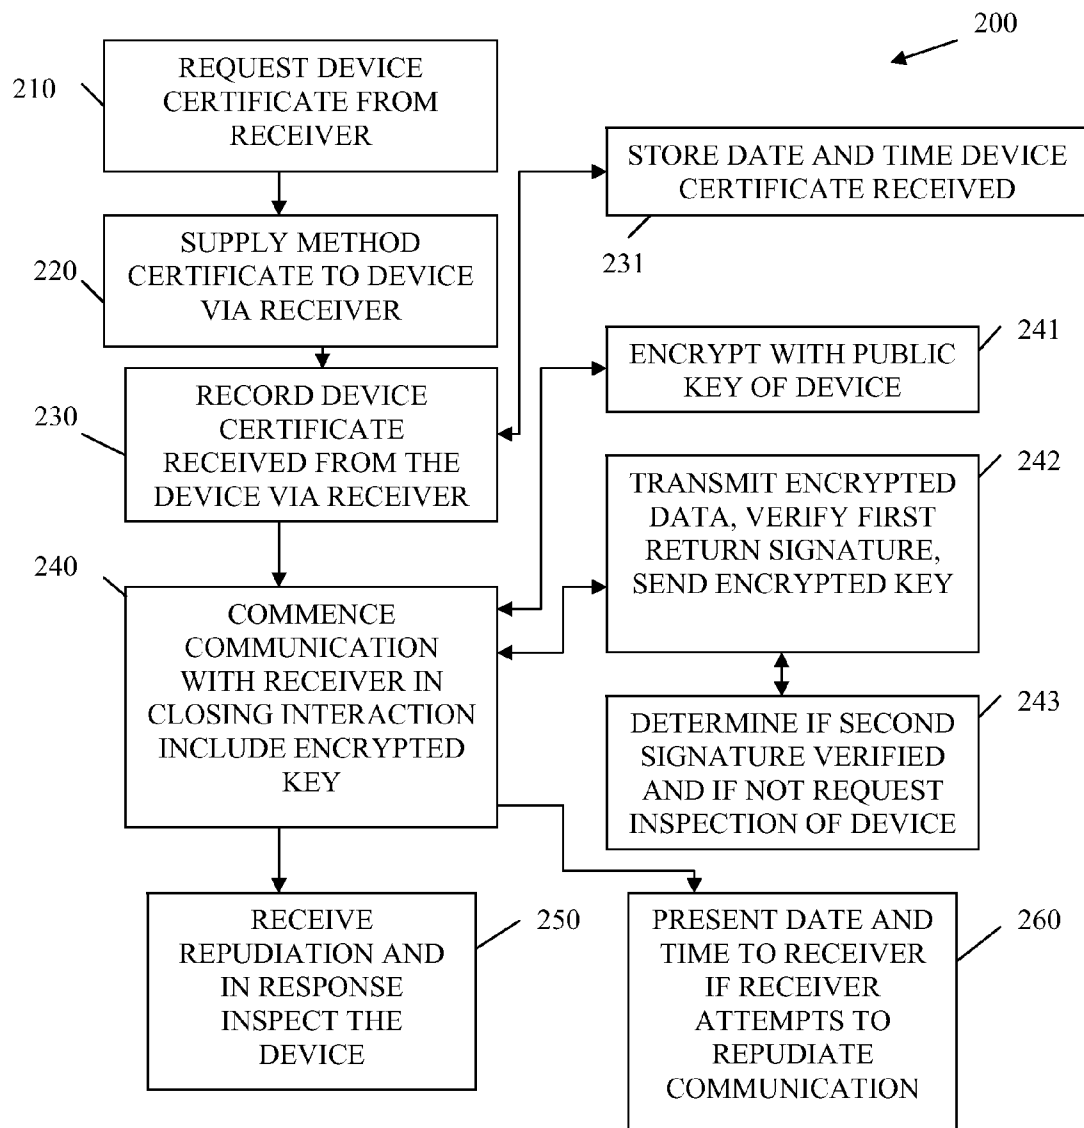 200
210
REQUEST DEVICE
CERTIFICATE FROM
RECEIVER
STORE DATE AND TIME DEVICE
CERTIFICATE RECEIVED
231
220
SUPPLY METHOD
CERTIFICATE TO DEVICE
VIA RECEIVER
241
ENCRYPT WITH PUBLIC
KEY OF DEVICE
230
RECORD DEVICE
CERTIFICATE
RECEIVED FROM THE
DEVICE VIA RECEIVER
242
TRANSMIT ENCRYPTED
DATA, VERIFY FIRST
RETURN SIGNATURE,
SEND ENCRYPTED KEY
240
COMMENCE
COMMUNICATION
WITH RECEIVER IN
CLOSING INTERACTION
INCLUDE ENCRYPTED
KEY
243
DETERMINE IF SECOND
SIGNATURE VERIFIED
AND IF NOT REQUEST
INSPECTION OF DEVICE
250
RECEIVE
REPUDIATION AND
IN RESPONSE
INSPECT THE
DEVICE
260
PRESENT DATE AND
TIME TO RECEIVER
IF RECEIVER
ATTEMPTS TO
REPUDIATE
COMMUNICATION